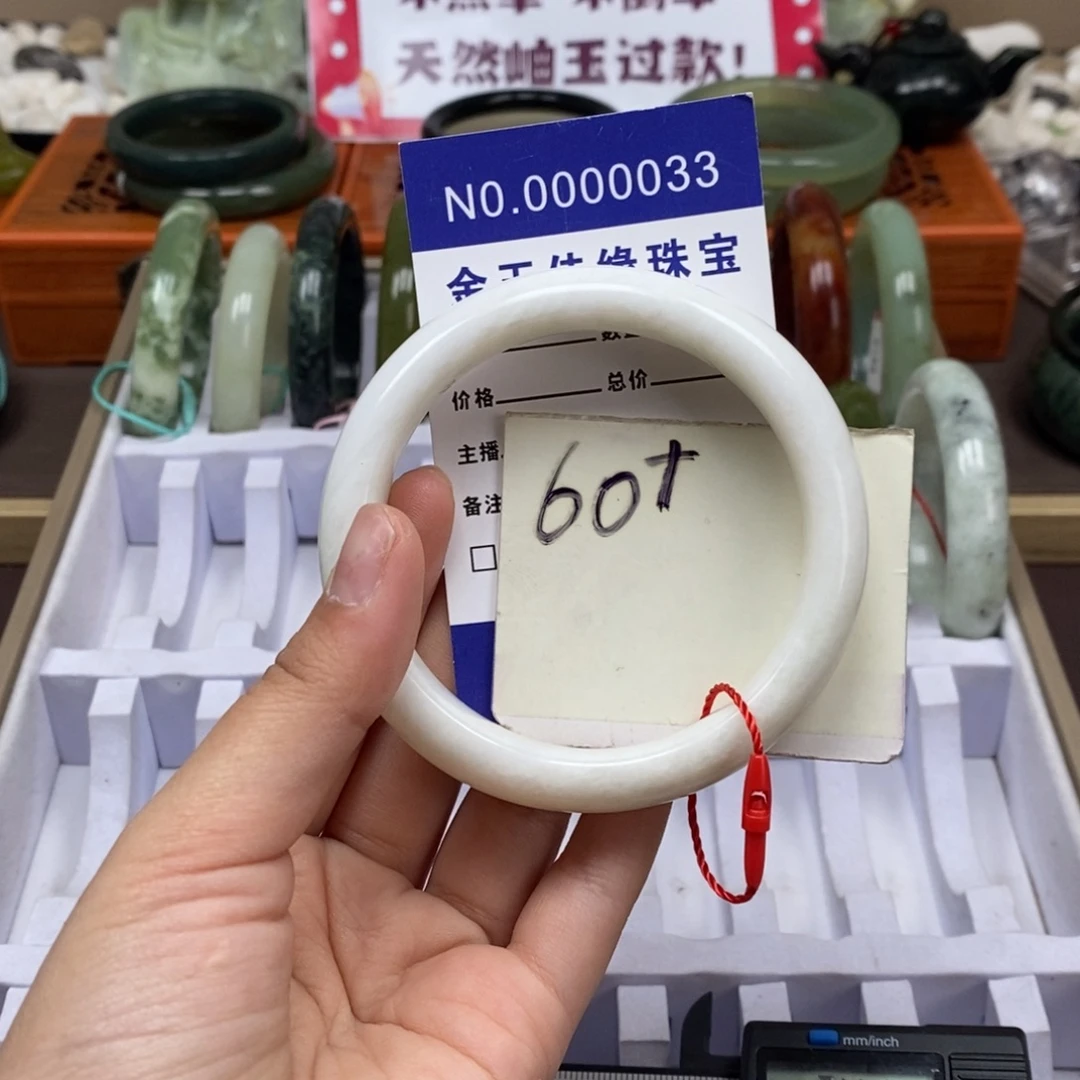 天然岫玉过款!
NO.0000033
珠宝
价格
总价
主播
备注
60+
mm/inch